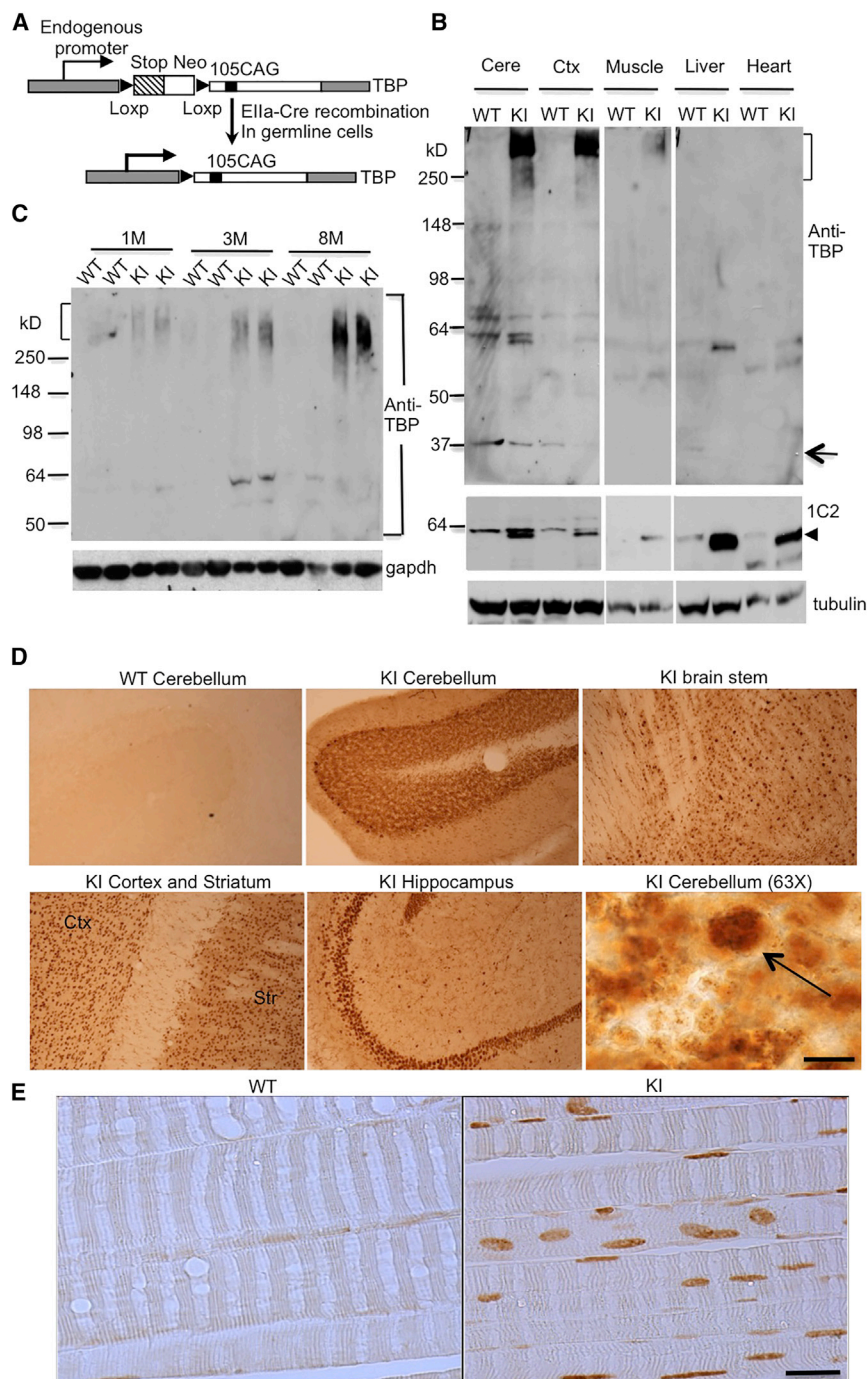 A
Endogenous
promoter
Stop Neo
105CAG
TBP
Loxp
Loxp
EIIa-Cre recombination
In germline cells
105CAG
TBP
B
Cere Ctx Muscle Liver Heart
WT KI WT KI WT KI WT KI WT KI
kD
250
148
98
64
50
37
Anti-
TBP
64
1C2
tubulin
C
1M 3M 8M
WT WT KI KI WT WT KI KI WT WT KI KI
kD
250
148
98
64
50
Anti-
TBP
gapdh
D
WT Cerebellum
KI Cerebellum
KI brain stem
KI Cortex and Striatum
KI Hippocampus
KI Cerebellum (63X)
Ctx
Str
E
WT
KI